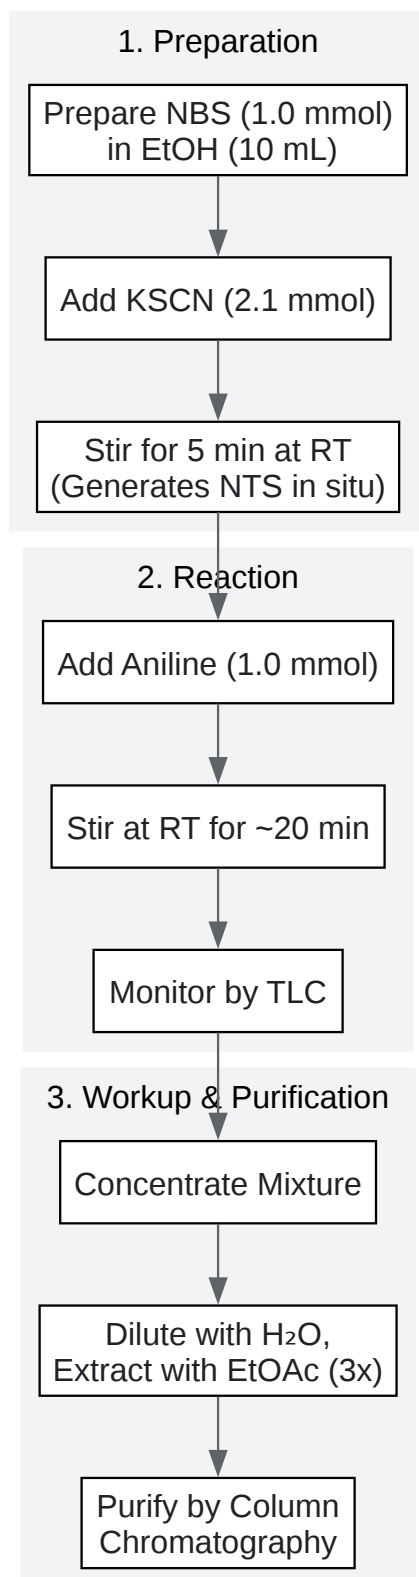 1. Preparation
Prepare NBS (1.0 mmol)
in EtOH (10 mL)
Add KSCN (2.1 mmol)
Stir for 5 min at RT
(Generates NTS in situ)
2. Reaction
Add Aniline (1.0 mmol)
Stir at RT for ~20 min
Monitor by TLC
3. Workup & Purification
Concentrate Mixture
Dilute with H₂O,
Extract with EtOAc (3x)
Purify by Column
Chromatography